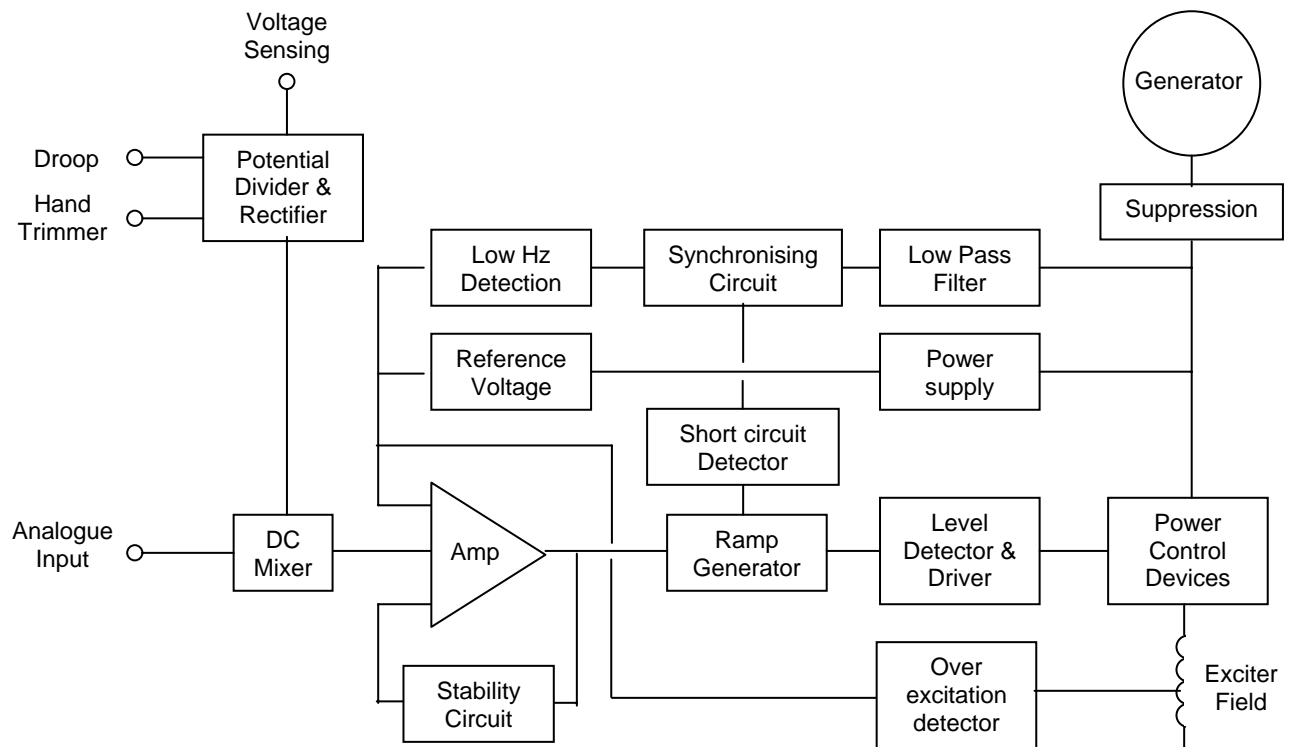 Voltage
Sensing
Generator
Droop
Hand
Trimmer
Potential
Divider &
Rectifier
Suppression
Low Hz
Detection
Synchronising
Circuit
Low Pass
Filter
Reference
Voltage
Power
supply
Short circuit
Detector
Analogue
Input
DC
Mixer
Amp
Ramp
Generator
Level
Detector &
Driver
Power
Control
Devices
Stability
Circuit
Over
excitation
detector
Exciter
Field